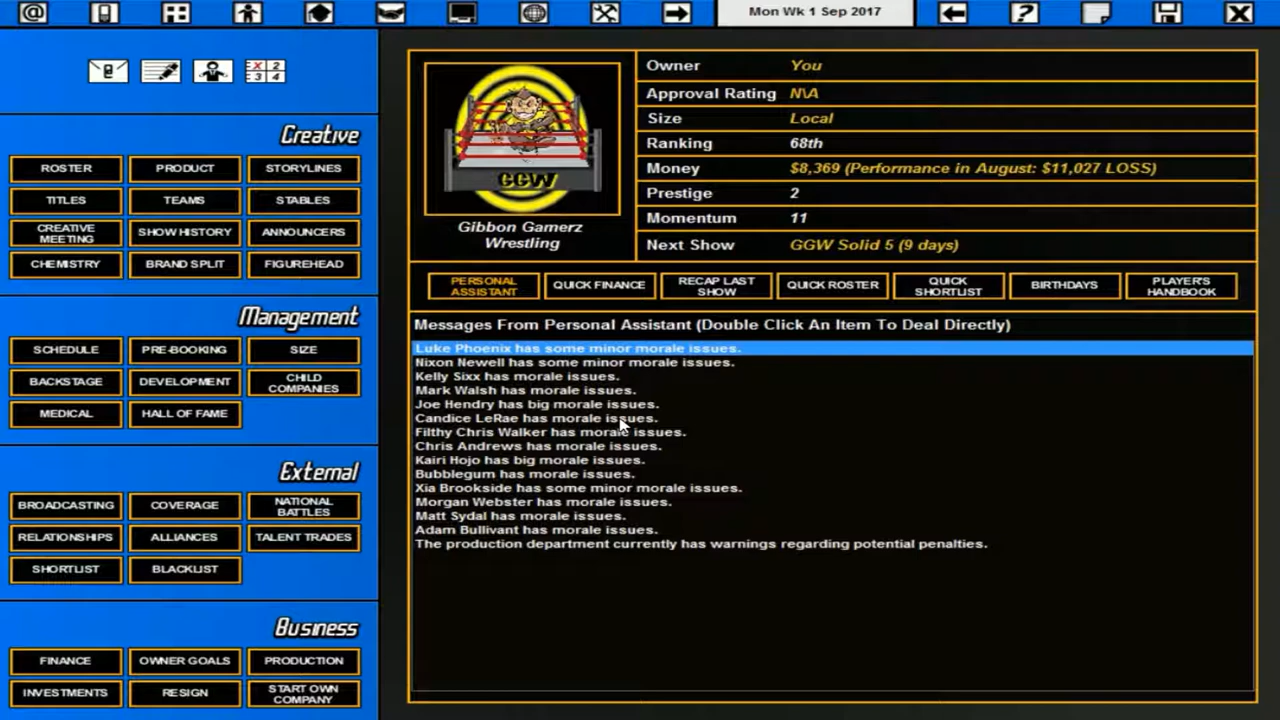 Mon Wk 1 Sep 2017
Creative
ROSTER
PRODUCT
STORYLINES
TITLES
TEAMS
STABLES
CREATIVE
MEETING
SHOW HISTORY
ANNOUNCERS
CHEMISTRY
BRAND SPLIT
FIGUREHEAD
Management
SCHEDULE
PRE-BOOKING
SIZE
BACKSTAGE
DEVELOPMENT
CHILD
COMPANIES
MEDICAL
HALL OF FAME
External
BROADCASTING
COVERAGE
NATIONAL
BATTLES
RELATIONSHIPS
ALLIANCES
TALENT TRADES
SHORTLIST
BLACKLIST
Business
FINANCE
OWNER GOALS
PRODUCTION
INVESTMENTS
RESIGN
START OWN
COMPANY
GGW
Gibbon Gamerz
Wrestling
Owner You
Approval Rating N\A
Size Local
Ranking 68th
Money $8,369 (Performance in August: $11,027 LOSS)
Prestige 2
Momentum 11
Next Show GGW Solid 5 (9 days)
PERSONAL
ASSISTANT
QUICK FINANCE
RECAP LAST
SHOW
QUICK ROSTER
QUICK
SHORTLIST
BIRTHDAYS
PLAYER'S
HANDBOOK
Messages From Personal Assistant (Double Click An Item To Deal Directly)
Luke Phoenix has some minor morale issues.
Nixon Newell has some minor morale issues.
Kelly Sixx has morale issues.
Mark Walsh has morale issues.
Joe Hendry has big morale issues.
Candice LeRae has morale issues.
Filthy Chris Walker has morale issues.
Chris Andrews has morale issues.
Kairi Hojo has big morale issues.
Bubblegum has morale issues.
Xia Brookside has some minor morale issues.
Morgan Webster has morale issues.
Matt Sydal has morale issues.
Adam Bullivant has morale issues.
The production department currently has warnings regarding potential penalties.